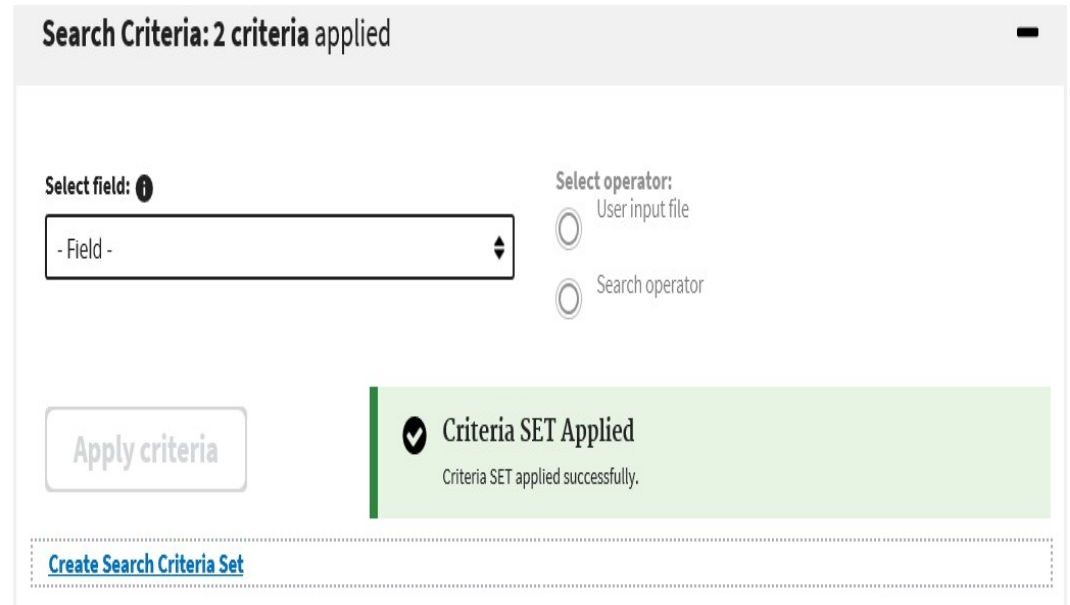 Search Criteria: 2 criteria applied
Select field:
- Field -
Select operator:
User input file
Search operator
Apply criteria
Criteria SET Applied
Criteria SET applied successfully.
Create Search Criteria Set